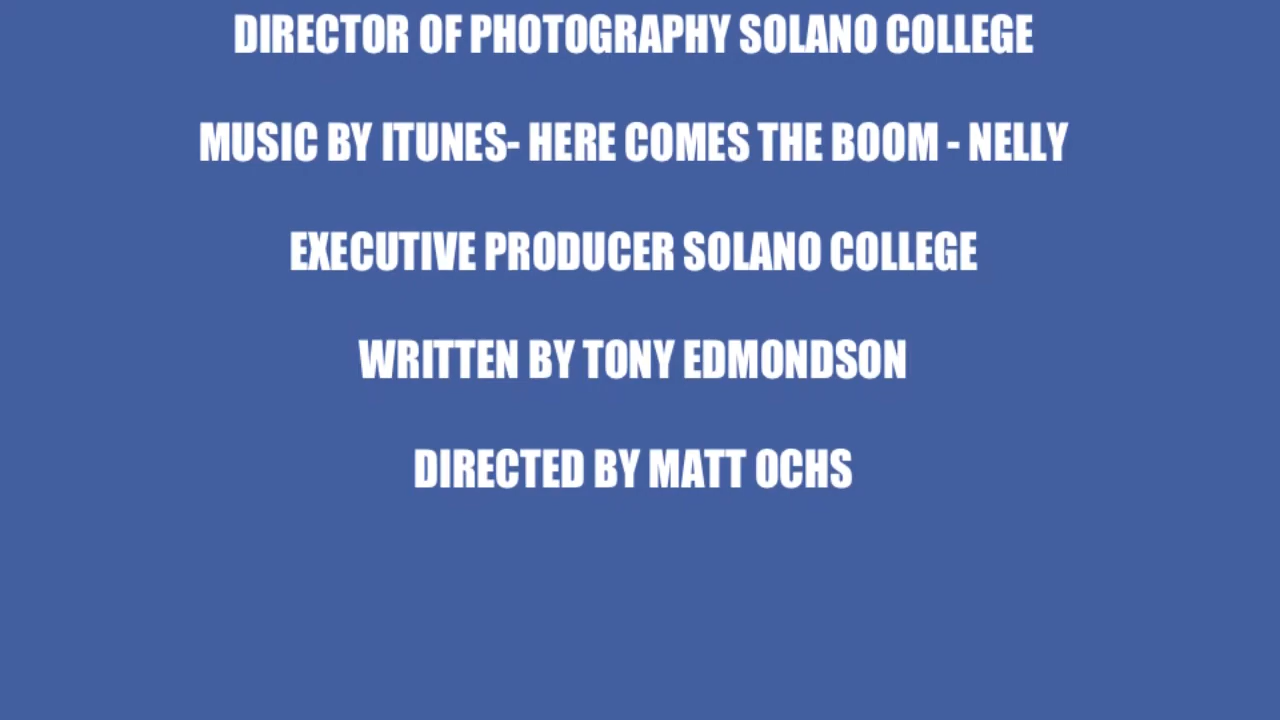 DIRECTOR OF PHOTOGRAPHY SOLANO COLLEGE
MUSIC BY ITUNES- HERE COMES THE BOOM - NELLY
EXECUTIVE PRODUCER SOLANO COLLEGE
WRITTEN BY TONY EDMONDSON
DIRECTED BY MATT OCHS